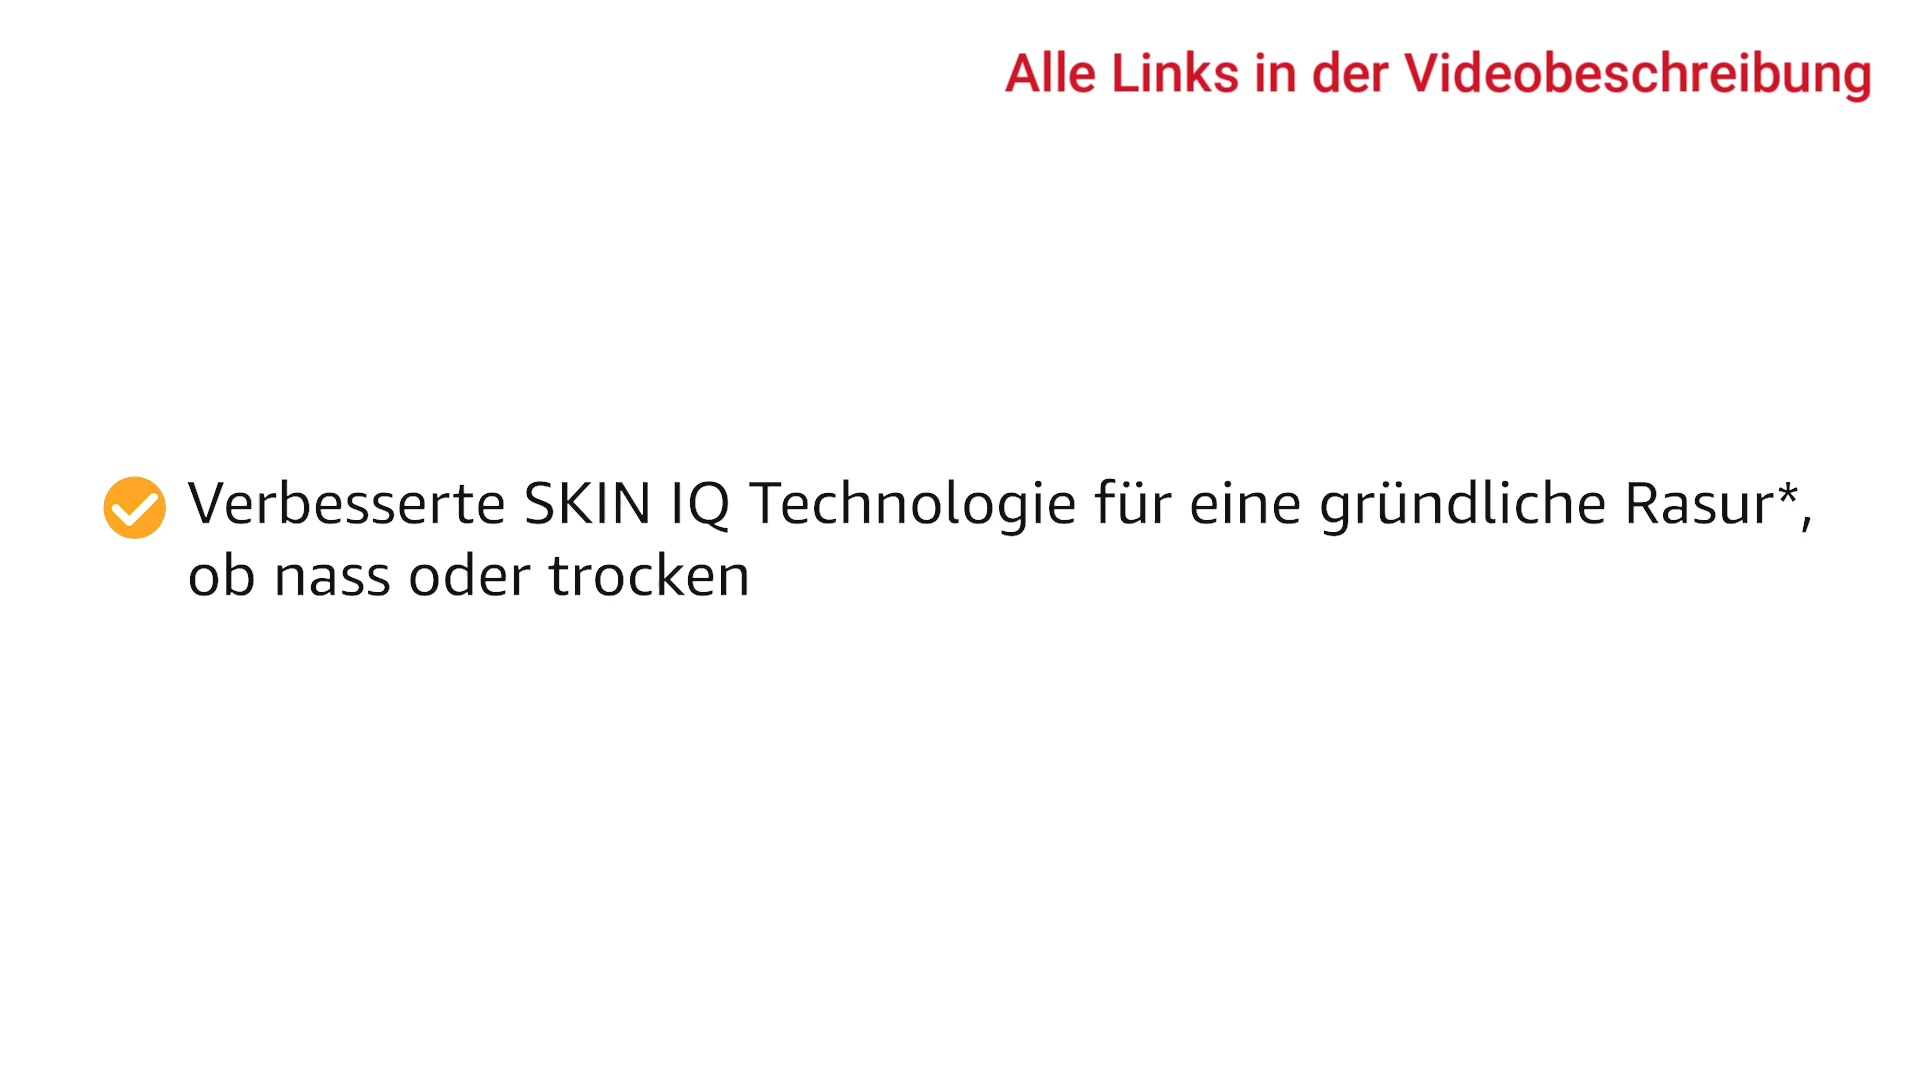 Alle Links in der Videobeschreibung
Verbesserte SKIN IQ Technologie für eine gründliche Rasur*,
ob nass oder trocken